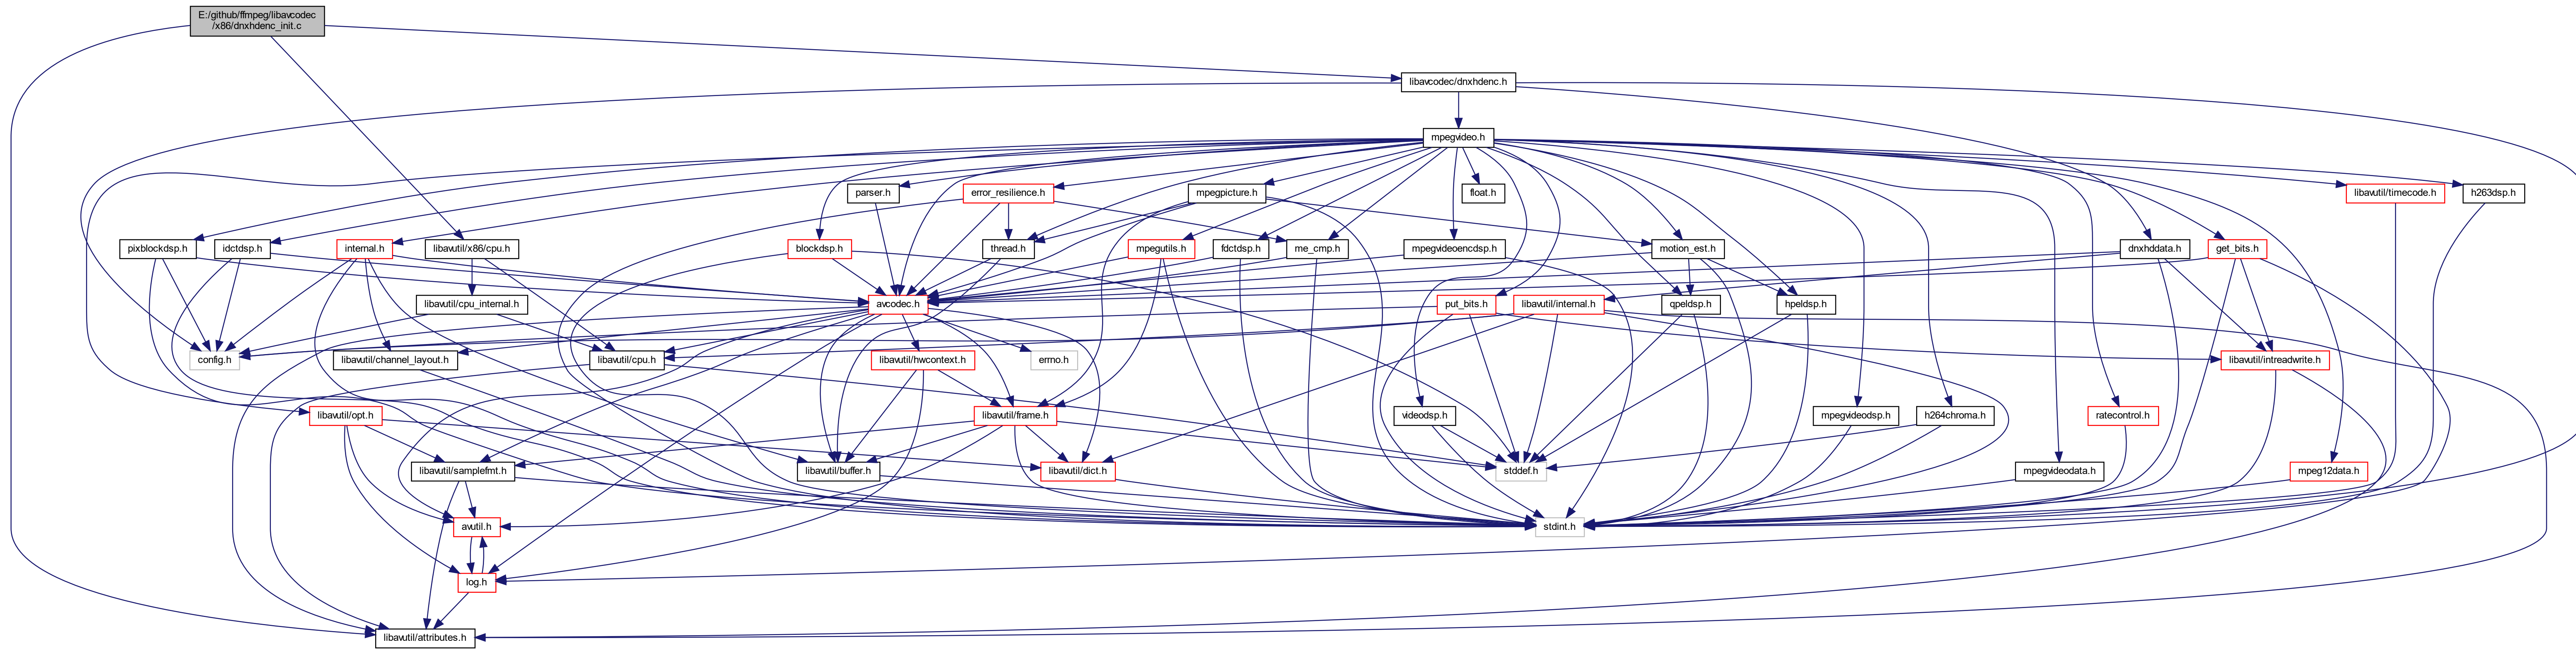 E:/github/ffmpeg/libavcodec
/x86/dnxhdenc_init.c
libavcodec/dnxhdenc.h
mpegvideo.h
parser.h
error_resilience.h
mpegpicture.h
float.h
libavutil/timecode.h
h263dsp.h
pixblockdsp.h
idctdsp.h
internal.h
libavutil/x86/cpu.h
blockdsp.h
thread.h
mpegutils.h
fdctdsp.h
me_cmp.h
mpegvideoencdsp.h
motion_est.h
dnxhddata.h
get_bits.h
libavutil/cpu_internal.h
avcodec.h
put_bits.h
libavutil/internal.h
qpeldsp.h
hpeldsp.h
config.h
libavutil/channel_layout.h
libavutil/cpu.h
libavutil/hwcontext.h
errno.h
libavutil/intreadwrite.h
libavutil/opt.h
libavutil/frame.h
videodsp.h
mpegvideodsp.h
h264chroma.h
ratecontrol.h
libavutil/samplefmt.h
libavutil/buffer.h
libavutil/dict.h
stddef.h
mpegvideodata.h
mpeg12data.h
avutil.h
stdint.h
log.h
libavutil/attributes.h